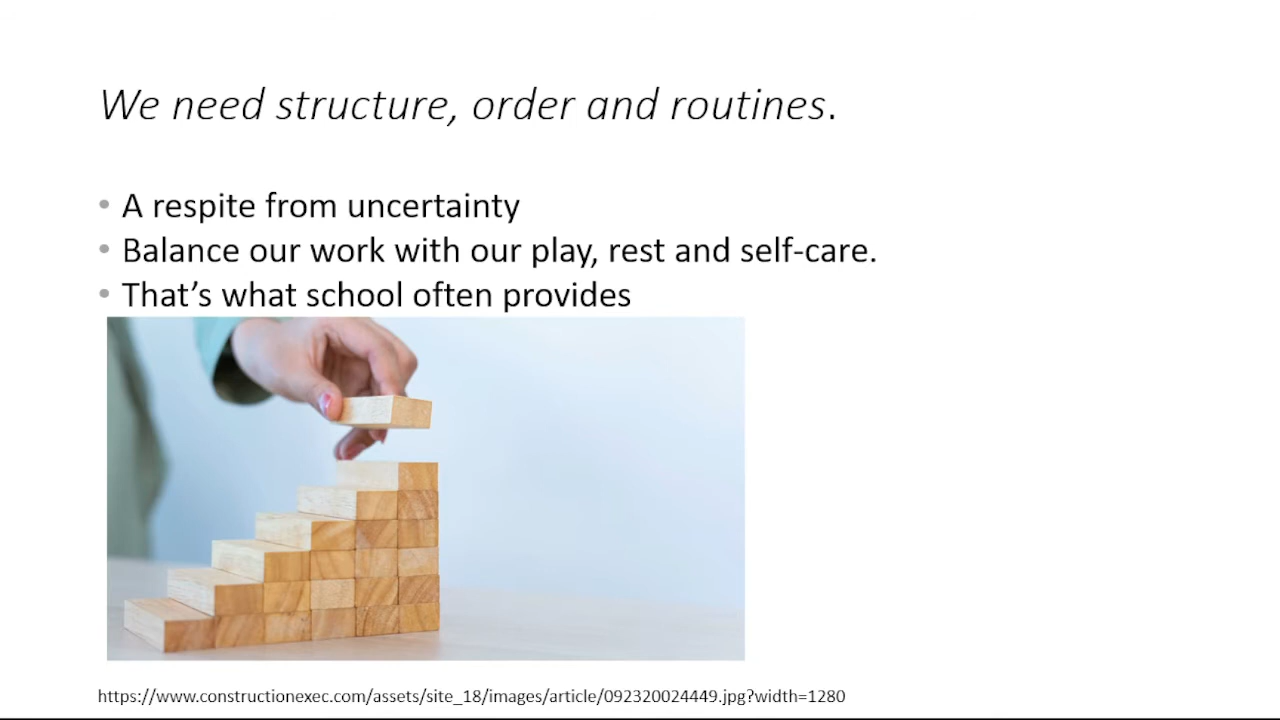 We need structure, order and routines.
• A respite from uncertainty
• Balance our work with our play, rest and self-care.
• That’s what school often provides
https://www.constructionexec.com/assets/site_18/images/article/092320024449.jpg?width=1280